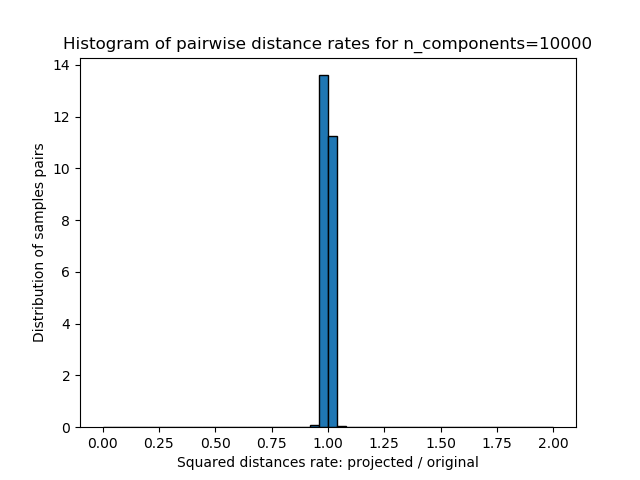 Histogram of pairwise distance rates for n_components=10000
Distribution of samples pairs
14
12
10
8
6
4
2
0
0.00 0.25 0.50 0.75 1.00 1.25 1.50 1.75 2.00
Squared distances rate: projected / original